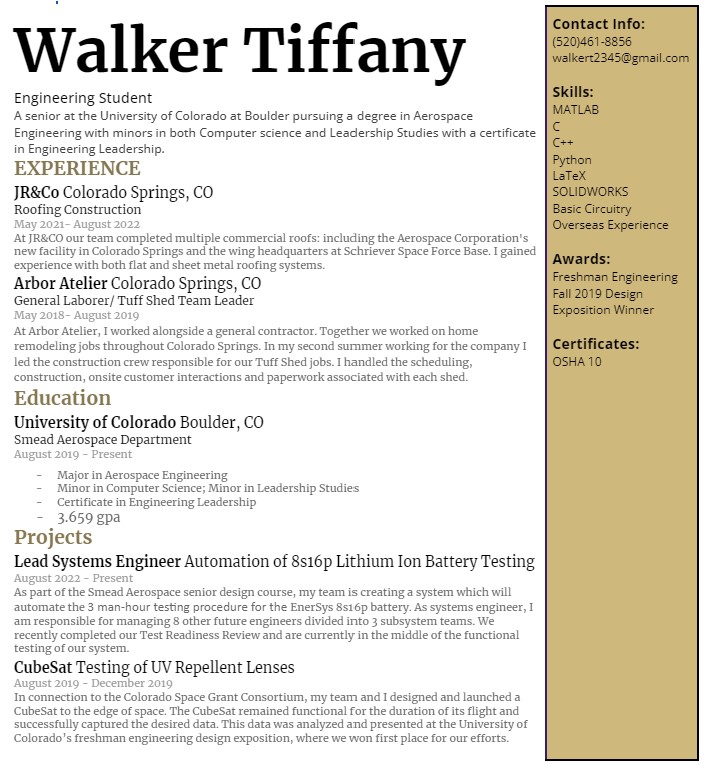 Walker Tiffany
Engineering Student
A senior at the University of Colorado at Boulder pursuing a degree in Aerospace
Engineering with minors in both Computer science and Leadership Studies with a certificate
in Engineering Leadership.
EXPERIENCE
JR&Co Colorado Springs, CO
Roofing Construction
May 2021- August 2022
At JR&CO our team completed multiple commercial roofs: including the Aerospace Corporation's
new facility in Colorado Springs and the wing headquarters at Schriever Space Force Base. I gained
experience with both flat and sheet metal roofing systems.
Arbor Atelier Colorado Springs, CO
General Laborer/ Tuff Shed Team Leader
May 2018- August 2019
At Arbor Atelier, I worked alongside a general contractor. Together we worked on home
remodeling jobs throughout Colorado Springs. In my second summer working for the company I
led the construction crew responsible for our Tuff Shed jobs. I handled the scheduling,
construction, onsite customer interactions and paperwork associated with each shed.
Education
University of Colorado Boulder, CO
Smead Aerospace Department
August 2019 - Present
- Major in Aerospace Engineering
- Minor in Computer Science; Minor in Leadership Studies
- Certificate in Engineering Leadership
- 3.659 gpa
Projects
Lead Systems Engineer Automation of 8s16p Lithium Ion Battery Testing
August 2022 - Present
As part of the Smead Aerospace senior design course, my team is creating a system which will
automate the 3 man-hour testing procedure for the EnerSys 8s16p battery. As systems engineer, I
am responsible for managing 8 other future engineers divided into 3 subsystem teams. We
recently completed our Test Readiness Review and are currently in the middle of the functional
testing of our system.
CubeSat Testing of UV Repellent Lenses
August 2019 - December 2019
In connection to the Colorado Space Grant Consortium, my team and I designed and launched a
CubeSat to the edge of space. The CubeSat remained functional for the duration of its flight and
successfully captured the desired data. This data was analyzed and presented at the University of
Colorado's freshman engineering design exposition, where we won first place for our efforts.
Contact Info:
(520)461-8856
walkert2345@gmail.com
Skills:
MATLAB
C
C++
Python
LaTeX
SOLIDWORKS
Basic Circuitry
Overseas Experience
Awards:
Freshman Engineering
Fall 2019 Design
Exposition Winner
Certificates:
OSHA 10